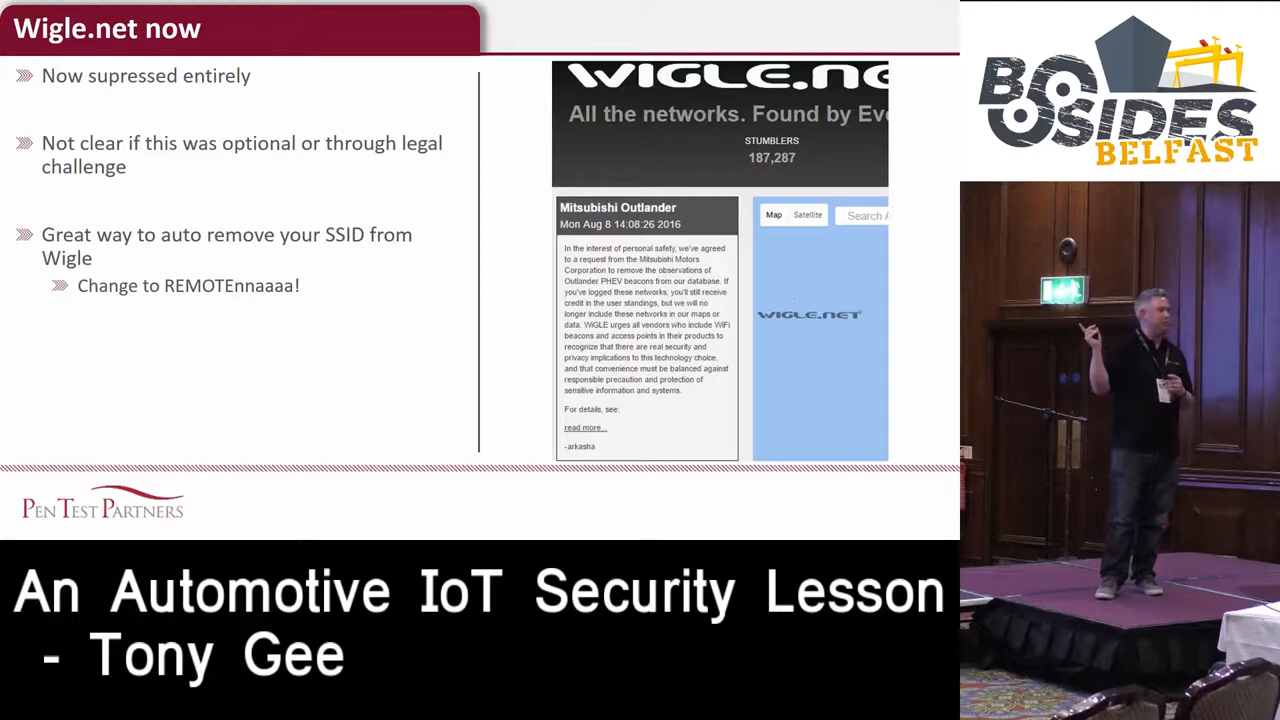 Wigle.net now
Now supressed entirely
Not clear if this was optional or through legal
challenge
Great way to auto remove your SSID from
Wigle
Change to REMOTEnnaaaa!
WIGLE.NE
All the networks. Found by Eve
STUMBLERS
187,287
Mitsubishi Outlander
Mon Aug 8 14:08:26 2016
In the interest of personal safety, we've agreed
to a request from the Mitsubishi Motors
Corporation to remove the observations of
Outlander PHEV beacons from our database. If
you've logged these networks, you'll still receive
credit in the user standings, but we will no
longer include these networks in our maps or
data. WiGLE urges all vendors who include WiFi
beacons and access points in their products to
recognize that there are real security and
privacy implications to this technology choice,
and that convenience must be balanced against
responsible precaution and protection of
sensitive information and systems.
For details, see:
read more...
-arkasha
Map Satellite Search A
WIGLE.NET
PEN TEST PARTNERS
BSIDES
BELFAST
An Automotive IoT Security Lesson
- Tony Gee